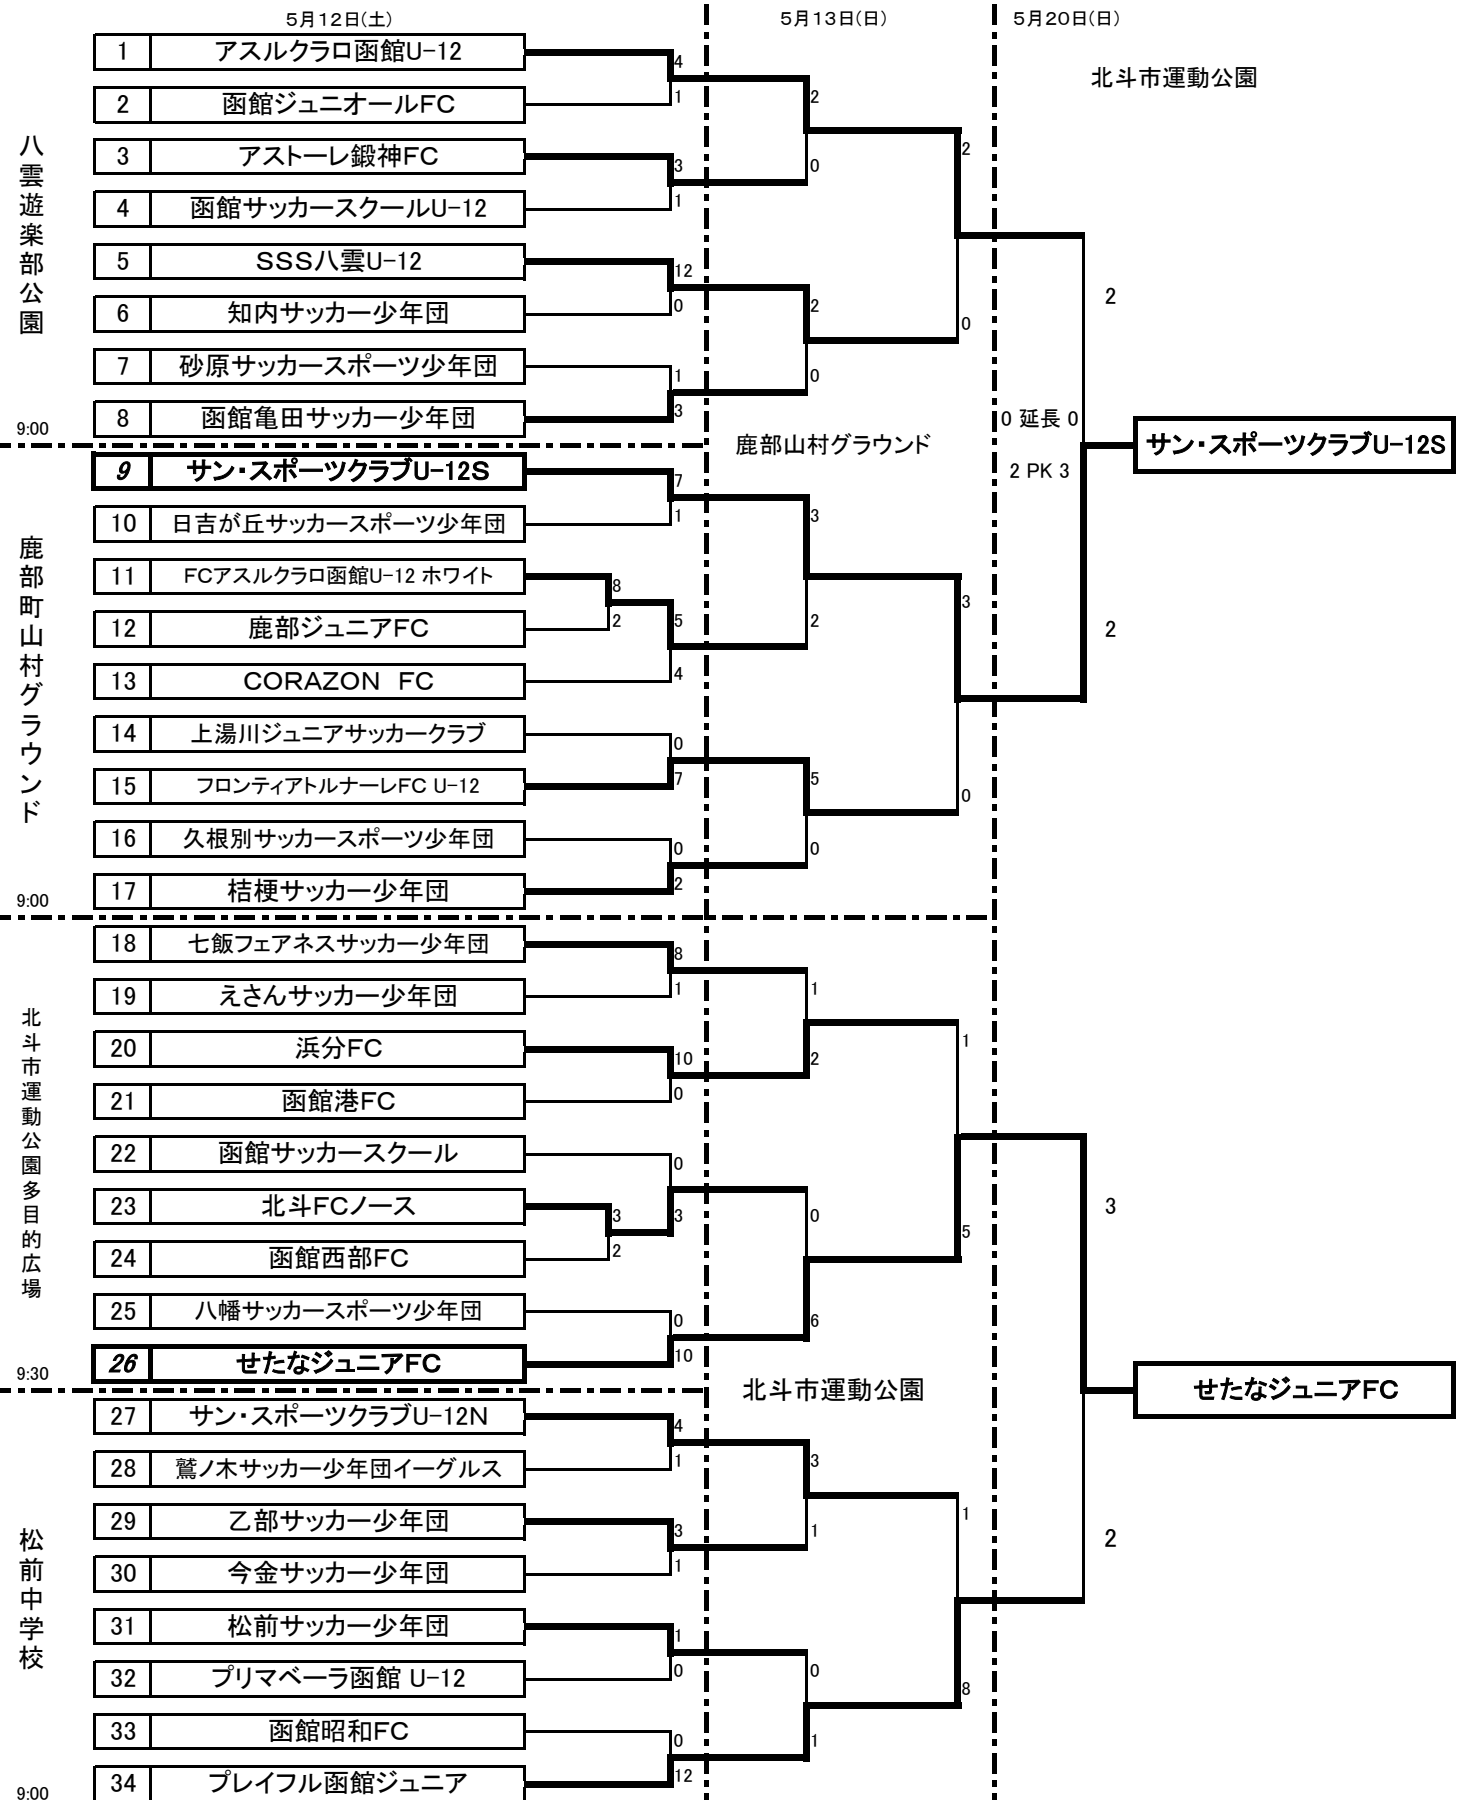 5月12日(土)
5月13日(日)
5月20日(日)
北斗市運動公園
八雲遊楽部公園
9:00
1 アスルクラロ函館U-12
2 函館ジュニオールFC
3 アストーレ鍛神FC
4 函館サッカースクールU-12
5 SSS八雲U-12
6 知内サッカー少年団
7 砂原サッカースポーツ少年団
8 函館亀田サッカー少年団
4
1
3
1
12
0
1
3
2
0
2
0
2
0
鹿部山村グラウンド
鹿部町山村グラウンド
9:00
9 サン・スポーツクラブU-12S
10 日吉が丘サッカースポーツ少年団
11 FCアスルクラロ函館U-12 ホワイト
12 鹿部ジュニアFC
13 CORAZON FC
14 上湯川ジュニアサッカークラブ
15 フロンティアトルナーレFC U-12
16 久根別サッカースポーツ少年団
17 桔梗サッカー少年団
7
1
8
2
5
4
0
7
0
2
3
2
5
0
3
0
2
0 延長 0
2 PK 3
2
サン・スポーツクラブU-12S
北斗市運動公園多目的広場
9:30
18 七飯フェアネスサッカー少年団
19 えさんサッカー少年団
20 浜分FC
21 函館港FC
22 函館サッカースクール
23 北斗FCノース
24 函館西部FC
25 八幡サッカースポーツ少年団
26 せたなジュニアFC
8
1
10
0
0
3
2
3
0
10
1
2
0
6
1
5
北斗市運動公園
松前中学校
9:00
27 サン・スポーツクラブU-12N
28 鷲ノ木サッカー少年団イーグルス
29 乙部サッカー少年団
30 今金サッカー少年団
31 松前サッカー少年団
32 プリマベーラ函館 U-12
33 函館昭和FC
34 プレイフル函館ジュニア
4
1
3
1
1
0
0
12
3
1
0
1
1
8
3
2
せたなジュニアFC